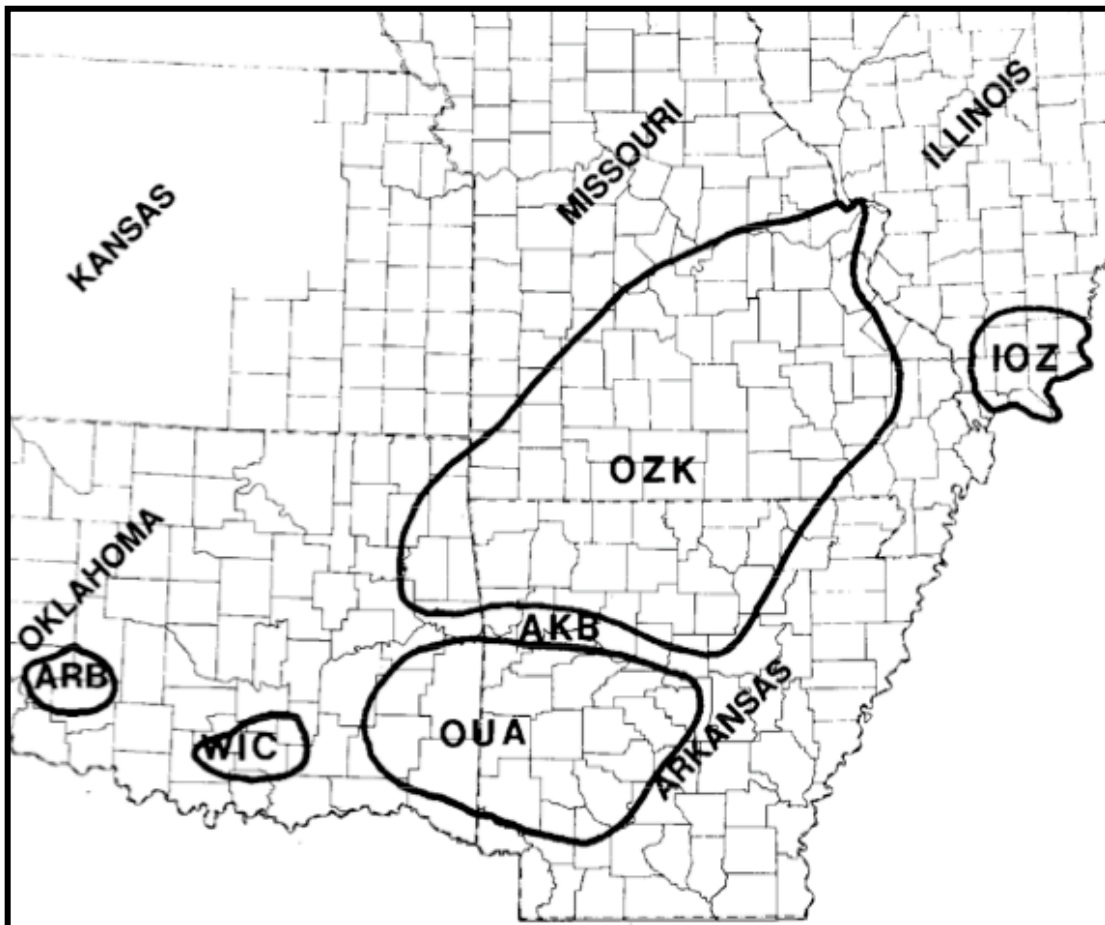 KANSAS
MISSOURI
ILLINOIS
IOZ
OZK
OKLAHOMA
AKB
ARB
WIC
OUA
ARKANSAS